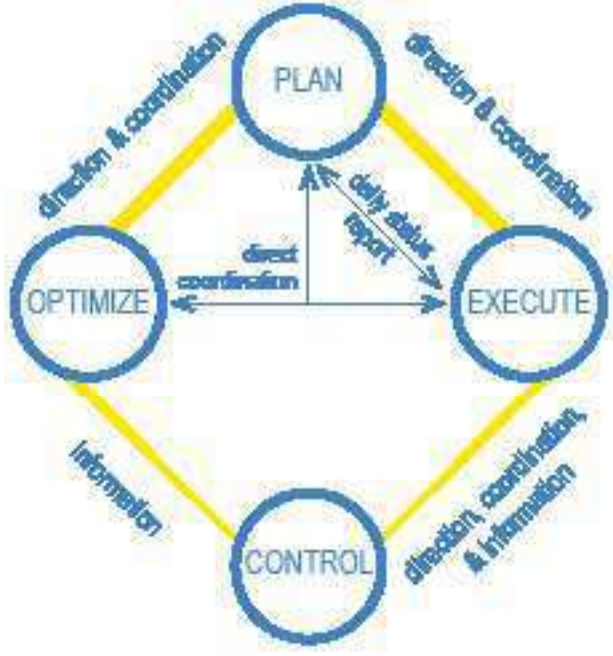 PLAN
direction & coordination
direction & coordination
daily status
report
direct
coordination
OPTIMIZE
EXECUTE
information
direction, coordination,
& information
CONTROL